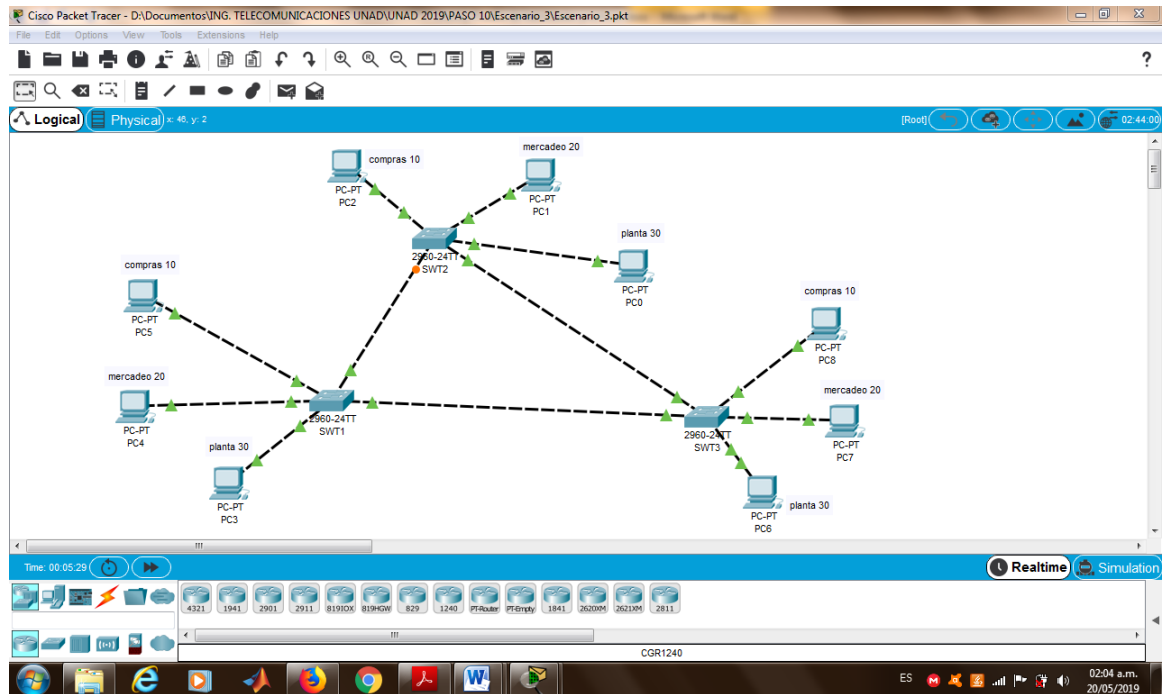 Cisco Packet Tracer - D:\Documentos\ING. TELECOMUNICACIONES UNAD\UNAD 2019\PASO 10\Escenario_3\Escenario_3.pkt
File Edit Options View Tools Extensions Help
?
Logical Physical x: 46, y: 2 [Root] 02:44:00
compras 10
PC-PT
PC2
mercadeo 20
PC-PT
PC1
2960-24TT
SWT2
planta 30
PC-PT
PC0
compras 10
PC-PT
PC5
compras 10
PC-PT
PC8
mercadeo 20
PC-PT
PC4
2960-24TT
SWT1
mercadeo 20
PC-PT
PC7
2960-24TT
SWT3
planta 30
PC-PT
PC3
planta 30
PC-PT
PC6
Time: 00:05:29 Realtime Simulation
4321 1941 2901 2911 819IOX 819HGW 829 1240 PT-Router PT-Empty 1841 2620XM 2621XM 2811
CGR1240
ES 02:04 a.m.
20/05/2019